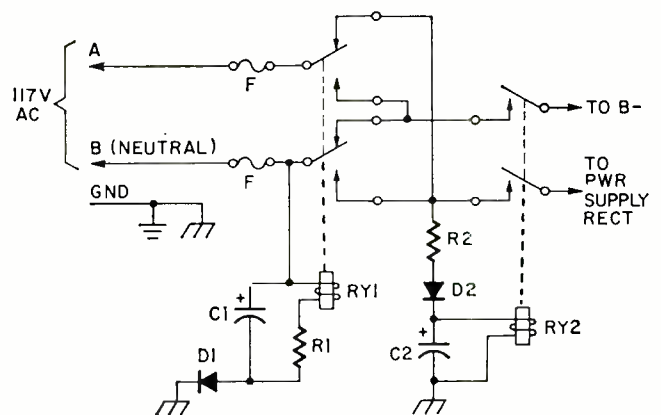 A
117V
AC
F
TO B-
B (NEUTRAL)
F
TO
PWR
SUPPLY
RECT
GND
R2
+
RY1
D2
C1
+
RY2
R1
C2
D1